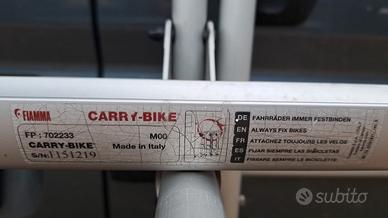 FIAMMA CARRY-BIKE
FP: 702233 M00
CARRY-BIKE Made in Italy
S/Nr. 1151219
DE FAHRRÄDER IMMER FESTBINDEN
EN ALWAYS FIX BIKES
FR ATTACHEZ TOUJOURS LES VELOS
ES FIJAR SIEMPRE LAS BICICLETAS
IT FISSARE SEMPRE LE BICICLETTE
subito